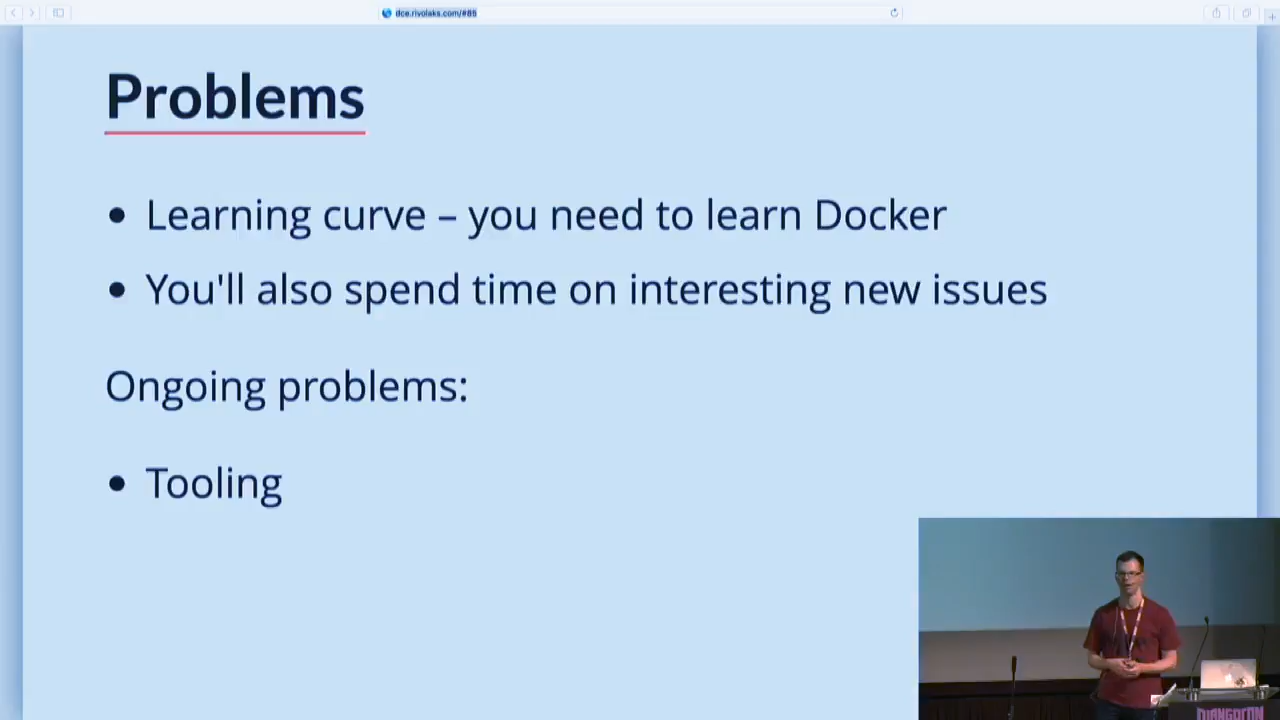 dce.rivolaks.com/#85
Problems
• Learning curve – you need to learn Docker
• You'll also spend time on interesting new issues
Ongoing problems:
• Tooling
DJANGOCON